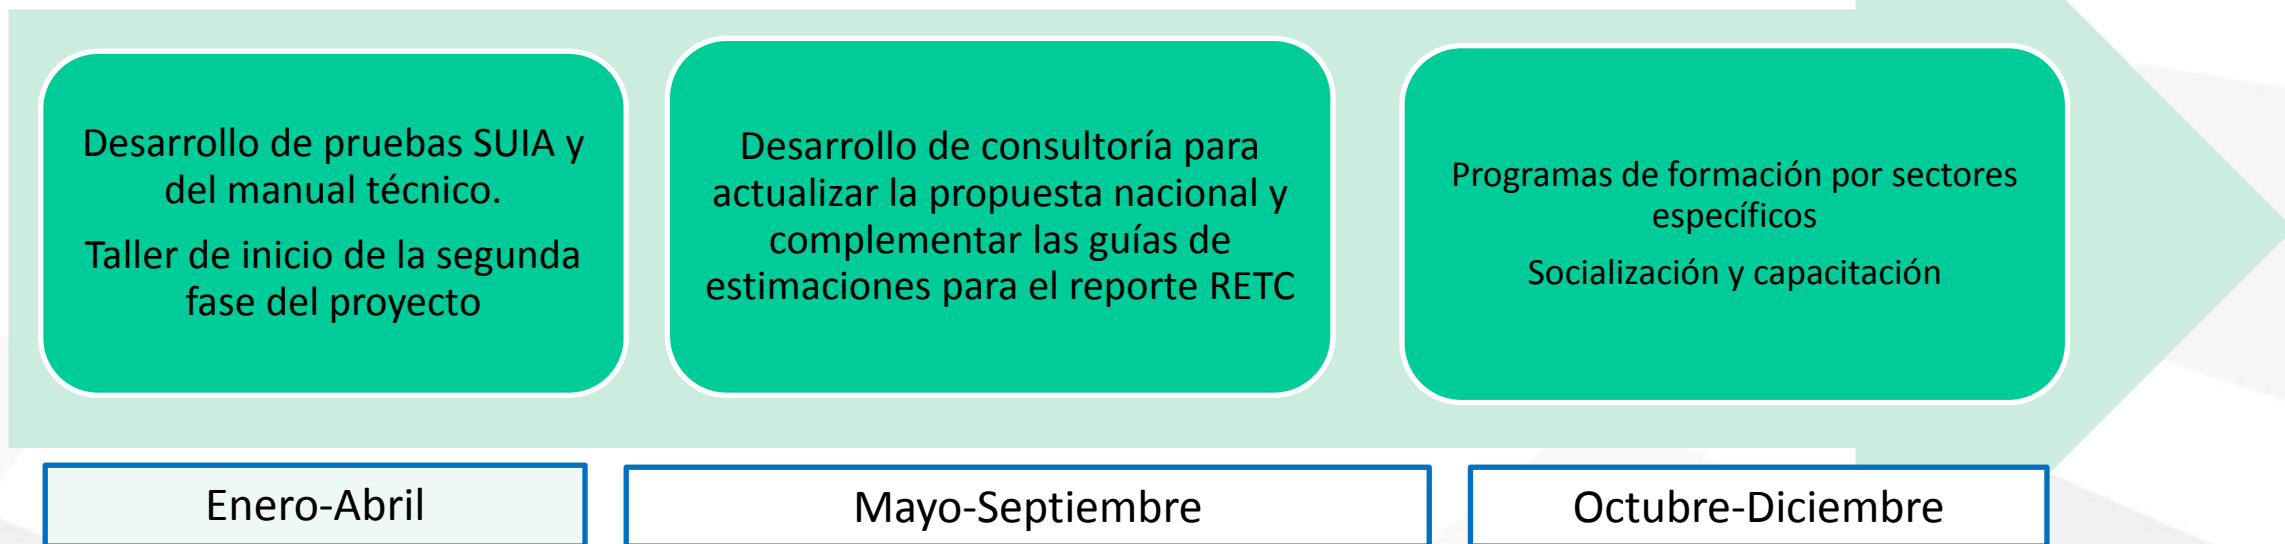 Desarrollo de pruebas SUIA y
del manual técnico.
Taller de inicio de la segunda
fase del proyecto
Desarrollo de consultoría para
actualizar la propuesta nacional y
complementar las guías de
estimaciones para el reporte RETC
Programas de formación por sectores
específicos
Socialización y capacitación
Enero-Abril
Mayo-Septiembre
Octubre-Diciembre